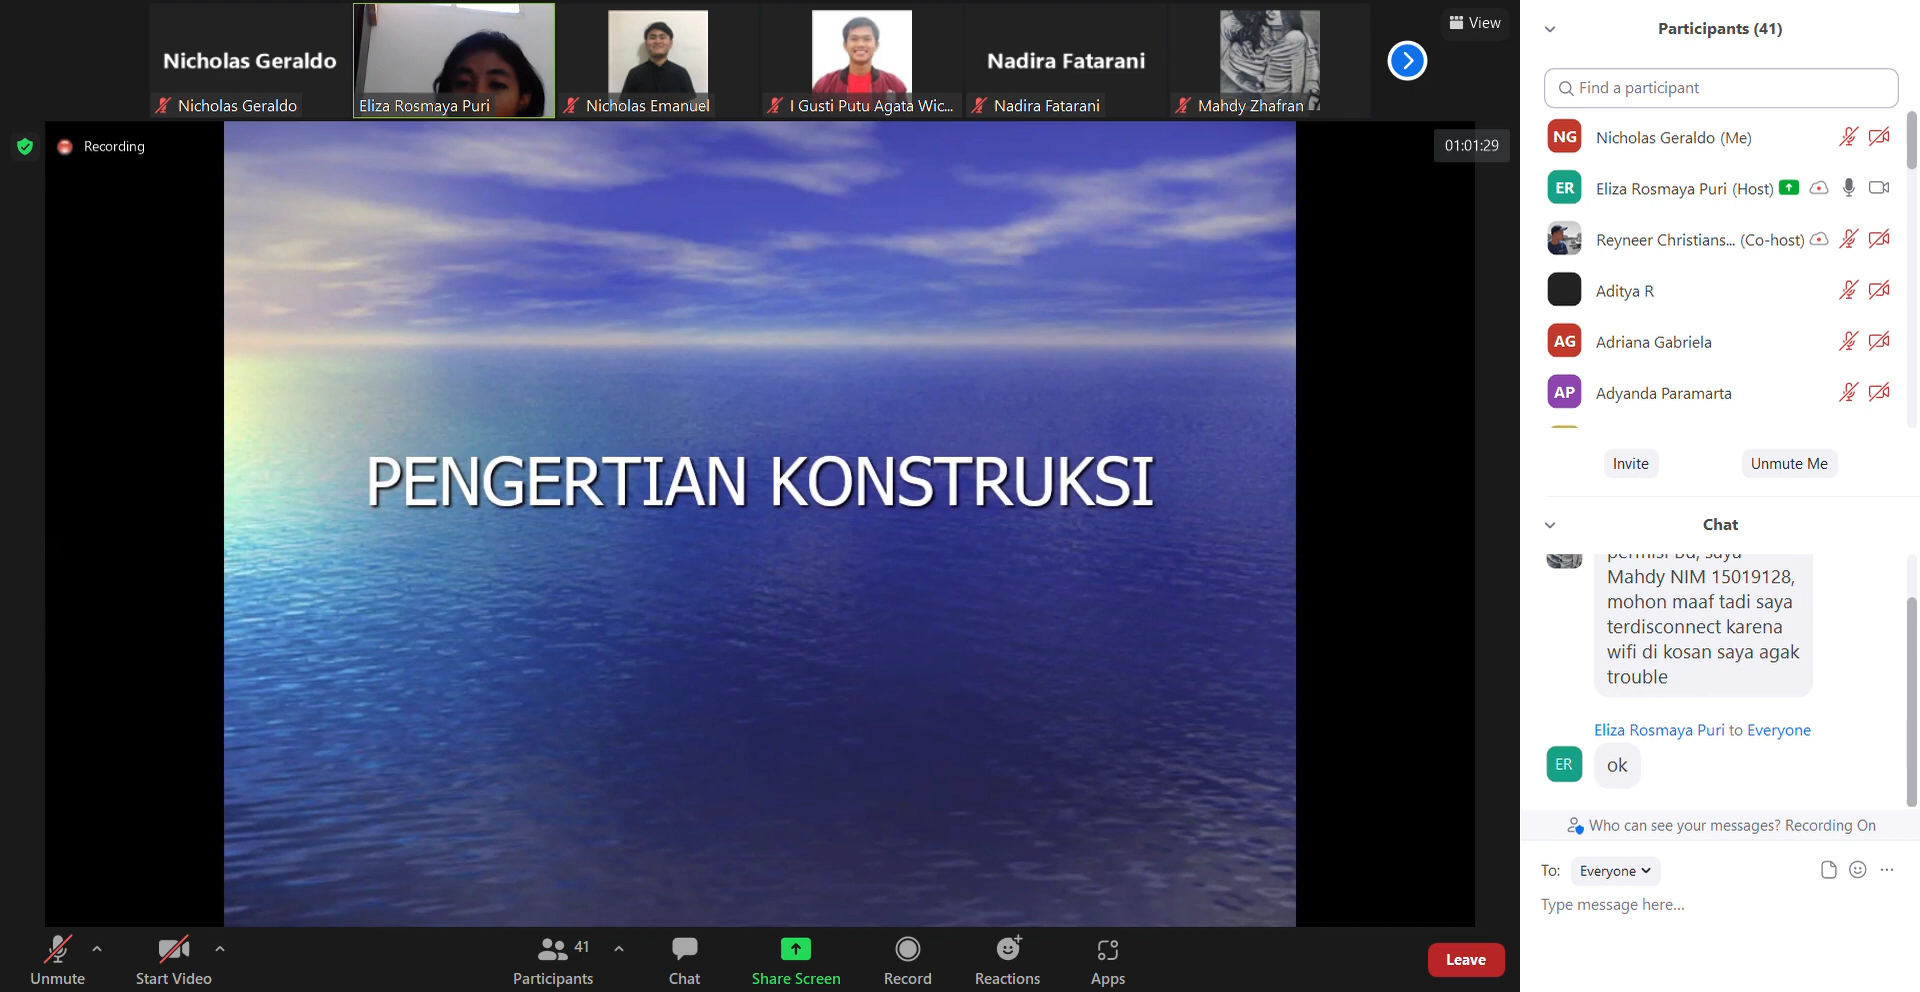 View
Nicholas Geraldo
Nadira Fatarani
Nicholas Geraldo
Eliza Rosmaya Puri
Nicholas Emanuel
I Gusti Putu Agata Wic...
Nadira Fatarani
Mahdy Zhafran
Recording
01:01:29
PENGERTIAN KONSTRUKSI
Unmute
Start Video
41
Participants
Chat
Share Screen
Record
Reactions
Apps
Leave
Participants (41)
Find a participant
NG
Nicholas Geraldo (Me)
ER
Eliza Rosmaya Puri (Host)
Reyneer Christians... (Co-host)
Aditya R
AG
Adriana Gabriela
AP
Adyanda Paramarta
Invite
Unmute Me
Chat
permisi Bu, saya
Mahdy NIM 15019128,
mohon maaf tadi saya
terdisconnect karena
wifi di kosan saya agak
trouble
Eliza Rosmaya Puri to Everyone
ER
ok
Who can see your messages? Recording On
To:
Everyone
Type message here...